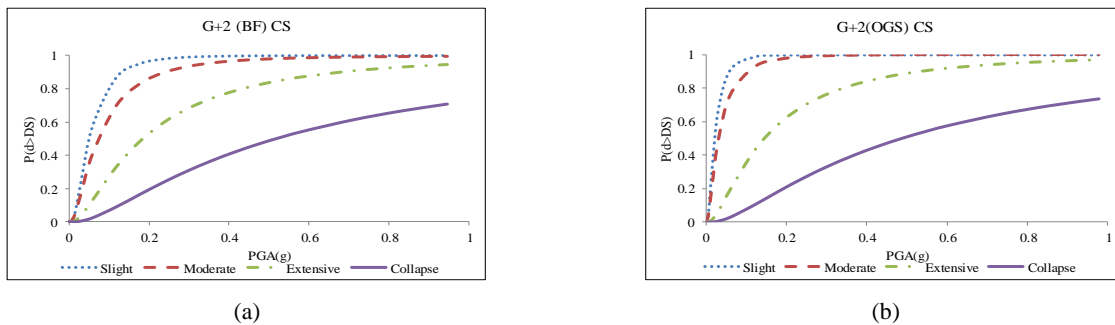 G+2 (BF) CS
P(d>DS)
1
0.8
0.6
0.4
0.2
0
0 0.2 0.4 0.6 0.8 1
PGA(g)
Slight Moderate Extensive Collapse
(a)
G+2(OGS) CS
P(d>DS)
1
0.8
0.6
0.4
0.2
0
0 0.2 0.4 0.6 0.8 1
PGA(g)
Slight Moderate Extensive Collapse
(b)